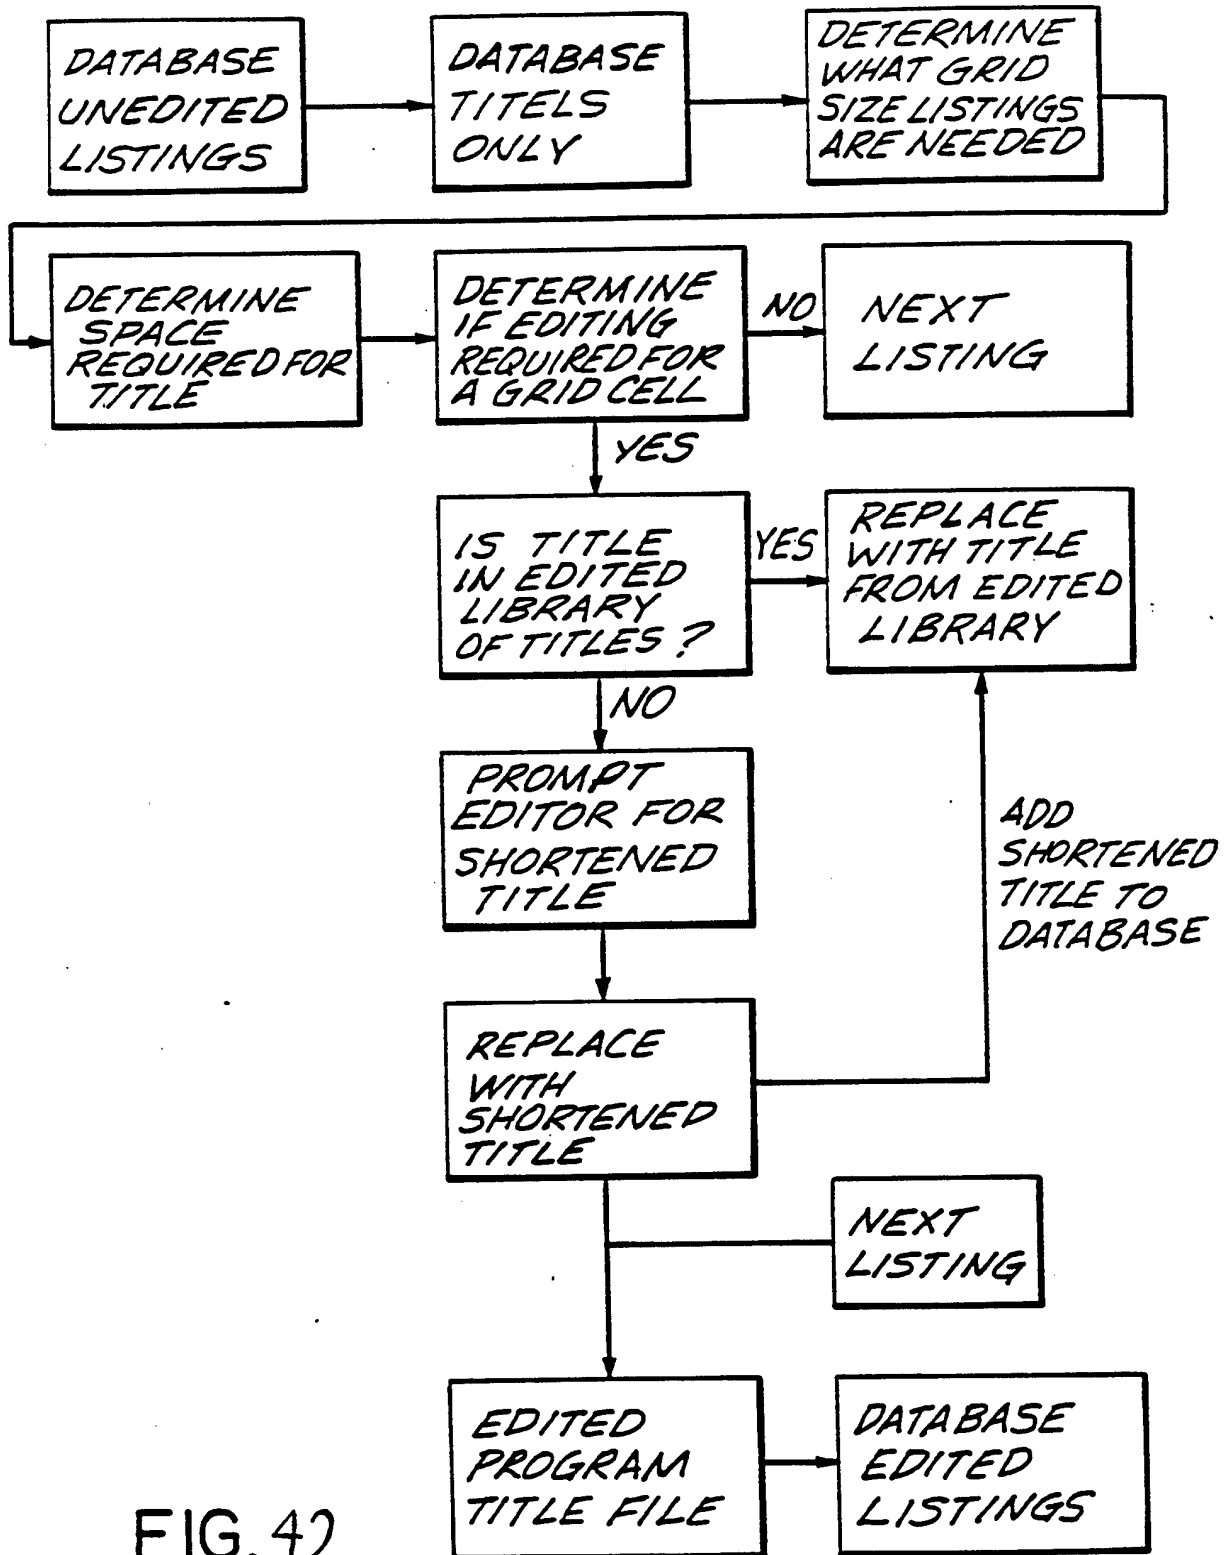 DATABASE
UNEDITED
LISTINGS
DATABASE
TITELS
ONLY
DETERMINE
WHAT GRID
SIZE LISTINGS
ARE NEEDED
DETERMINE
SPACE
REQUIRED FOR
TITLE
DETERMINE
IF EDITING
REQUIRED FOR
A GRID CELL
NO
NEXT
LISTING
YES
IS TITLE
IN EDITED
LIBRARY
OF TITLES?
YES
REPLACE
WITH TITLE
FROM EDITED
LIBRARY
NO
PROMPT
EDITOR FOR
SHORTENED
TITLE
ADD
SHORTENED
TITLE TO
DATABASE
REPLACE
WITH
SHORTENED
TITLE
NEXT
LISTING
EDITED
PROGRAM
TITLE FILE
DATABASE
EDITED
LISTINGS
FIG. 42